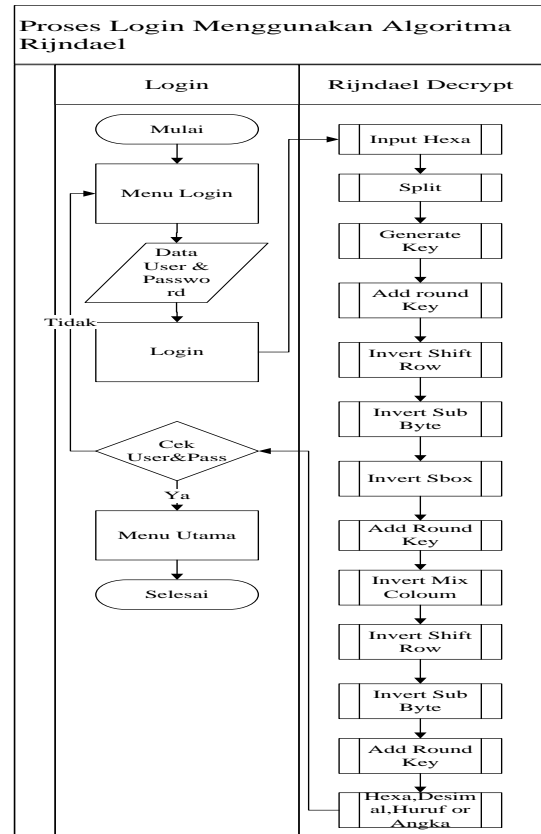 Proses Login Menggunakan Algoritma
Rijndael
Login
Rijndael Decrypt
Mulai
Menu Login
Data
User &
Passwo
rd
Tidak
Login
Cek
User&Pass
Ya
Menu Utama
Selesai
Input Hexa
Split
Generate
Key
Add round
Key
Invert Shift
Row
Invert Sub
Byte
Invert Sbox
Add Round
Key
Invert Mix
Coloum
Invert Shift
Row
Invert Sub
Byte
Add Round
Key
Hexa,Desim
al,Huruf or
Angka